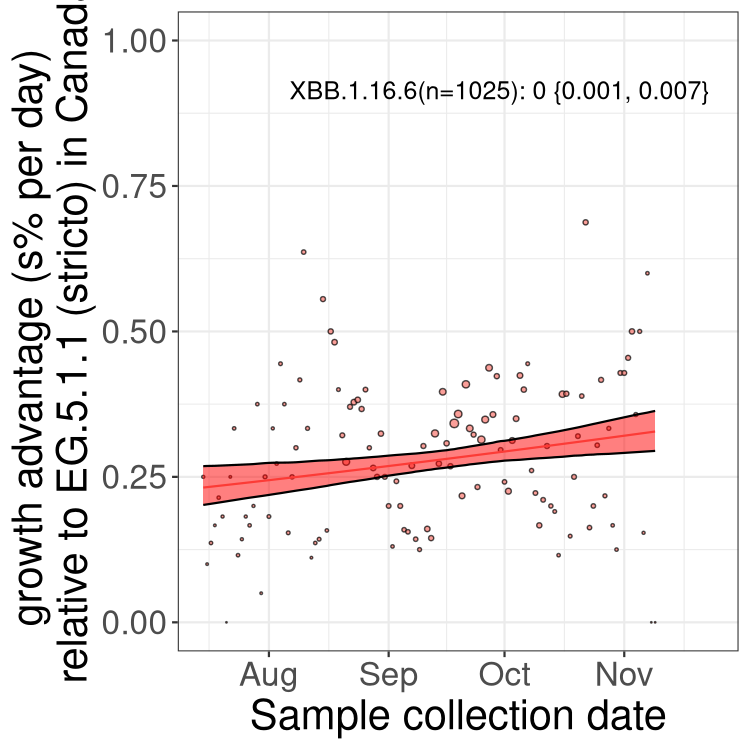 growth advantage (s% per day)
relative to EG.5.1.1 (stricto) in Canada
1.00
XBB.1.16.6(n=1025): 0 {0.001, 0.007}
0.75
0.50
0.25
0.00
Aug Sep Oct Nov
Sample collection date